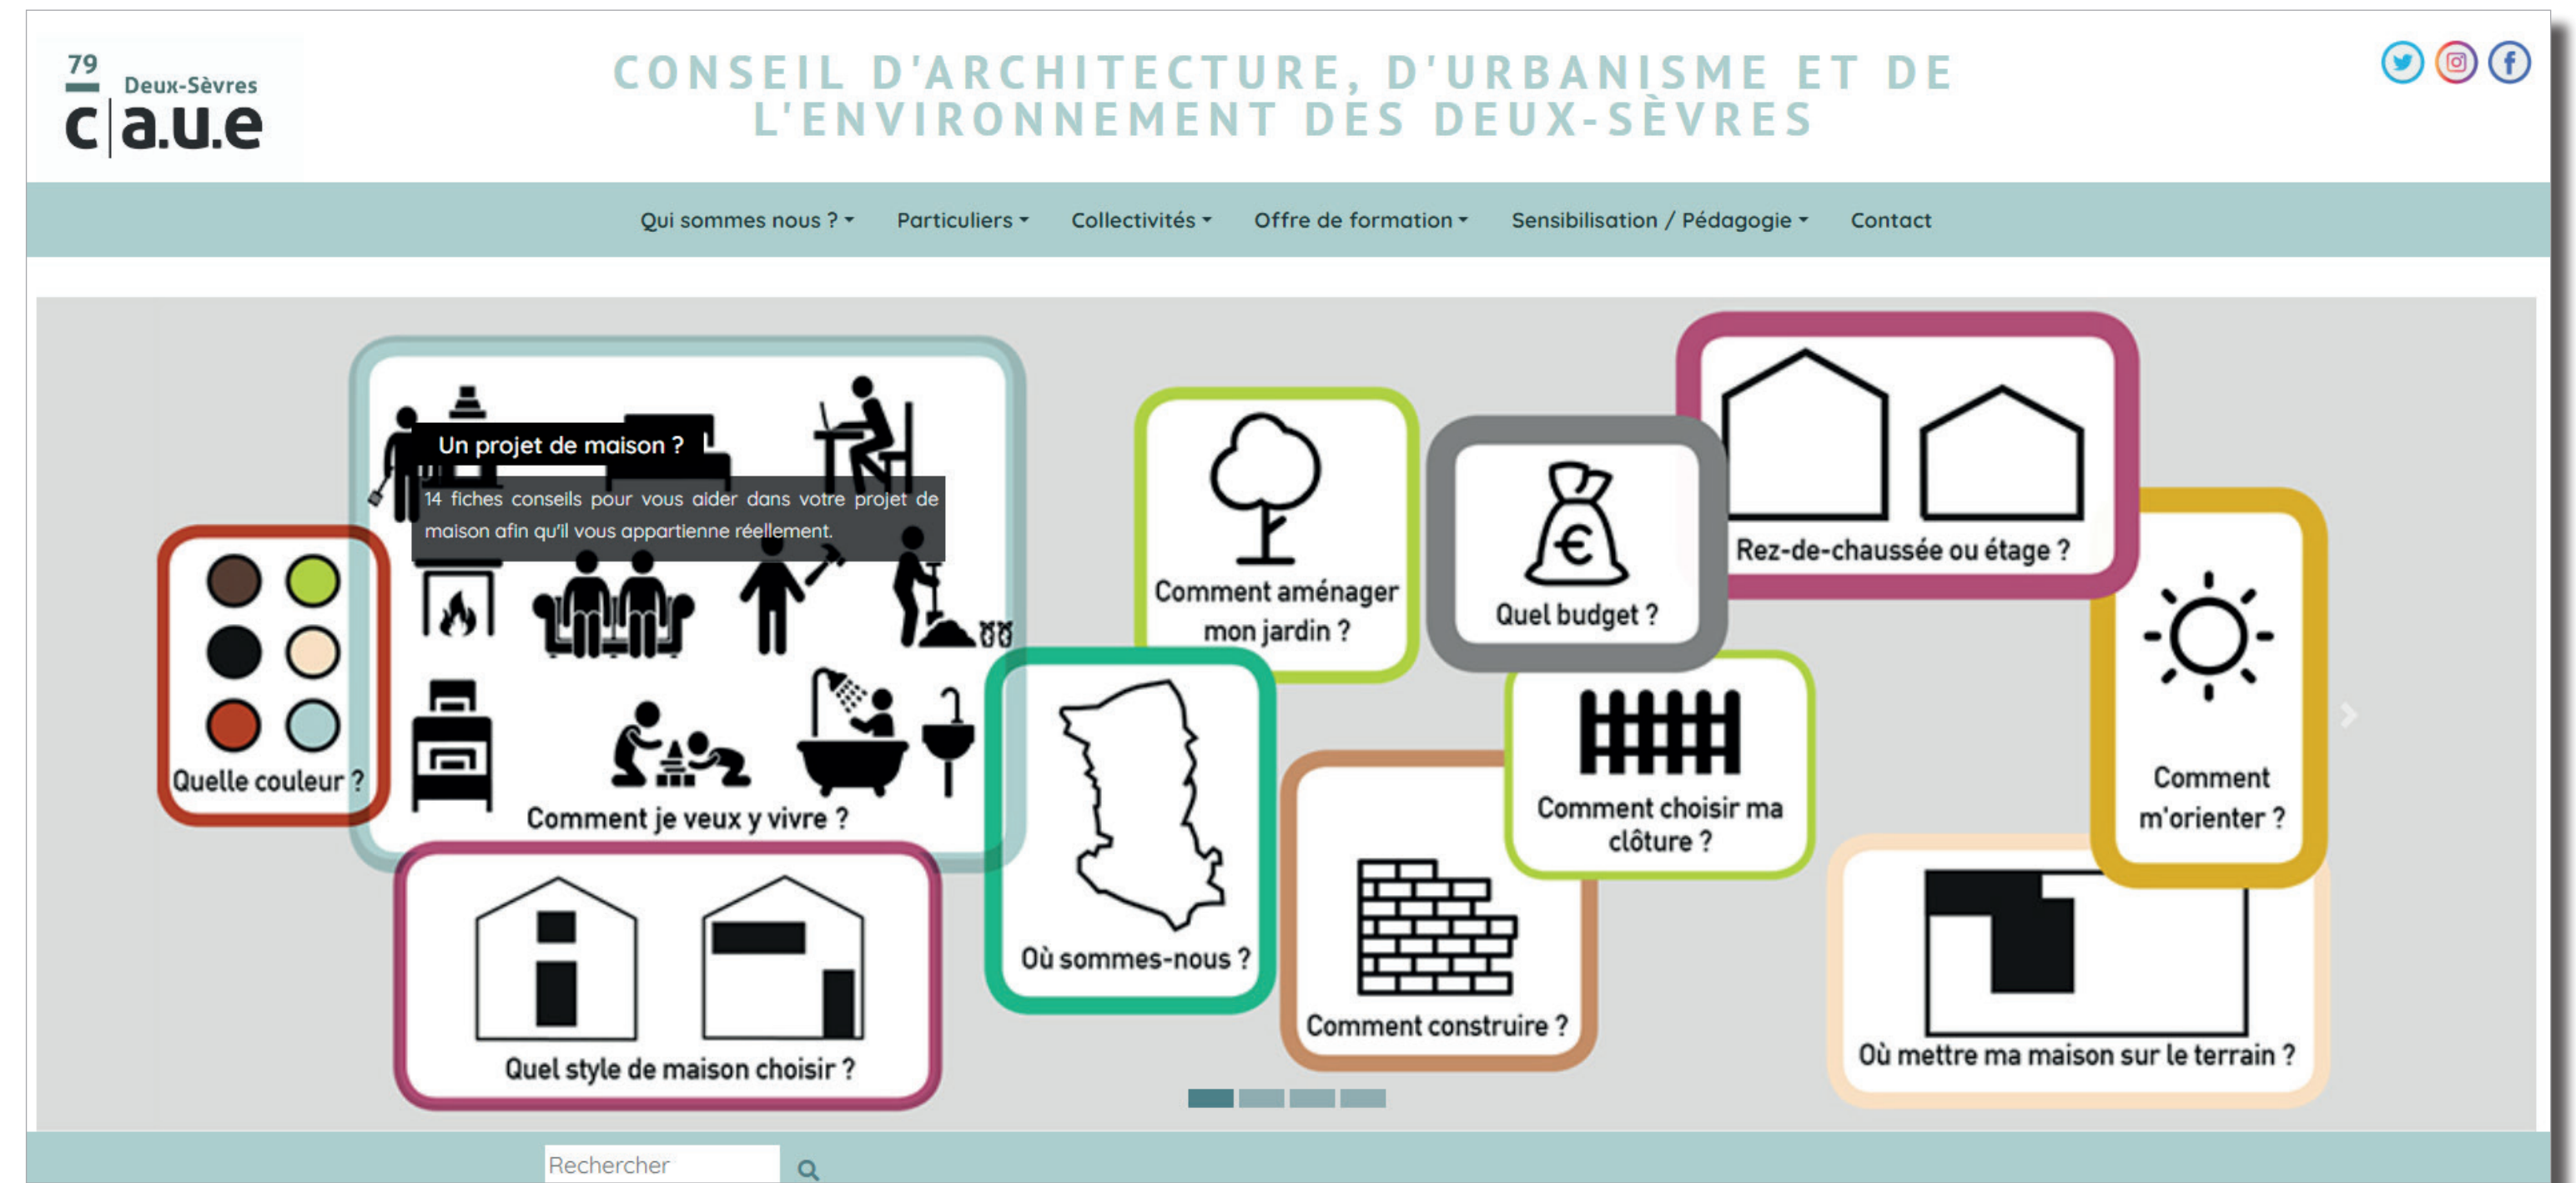 79
Deux-Sèvres
c|a.u.e
CONSEIL D'ARCHITECTURE, D'URBANISME ET DE
L'ENVIRONNEMENT DES DEUX-SÈVRES
Qui sommes nous ? Particuliers Collectivités Offre de formation Sensibilisation / Pédagogie Contact
Un projet de maison ?
14 fiches conseils pour vous aider dans votre projet de
maison afin qu'il vous appartienne réellement.
Quelle couleur ?
Comment je veux y vivre ?
Quel style de maison choisir ?
Où sommes-nous ?
Comment aménager
mon jardin ?
Quel budget ?
Rez-de-chaussée ou étage ?
Comment choisir ma
clôture ?
Comment construire ?
Comment
m'orienter ?
Où mettre ma maison sur le terrain ?
Rechercher